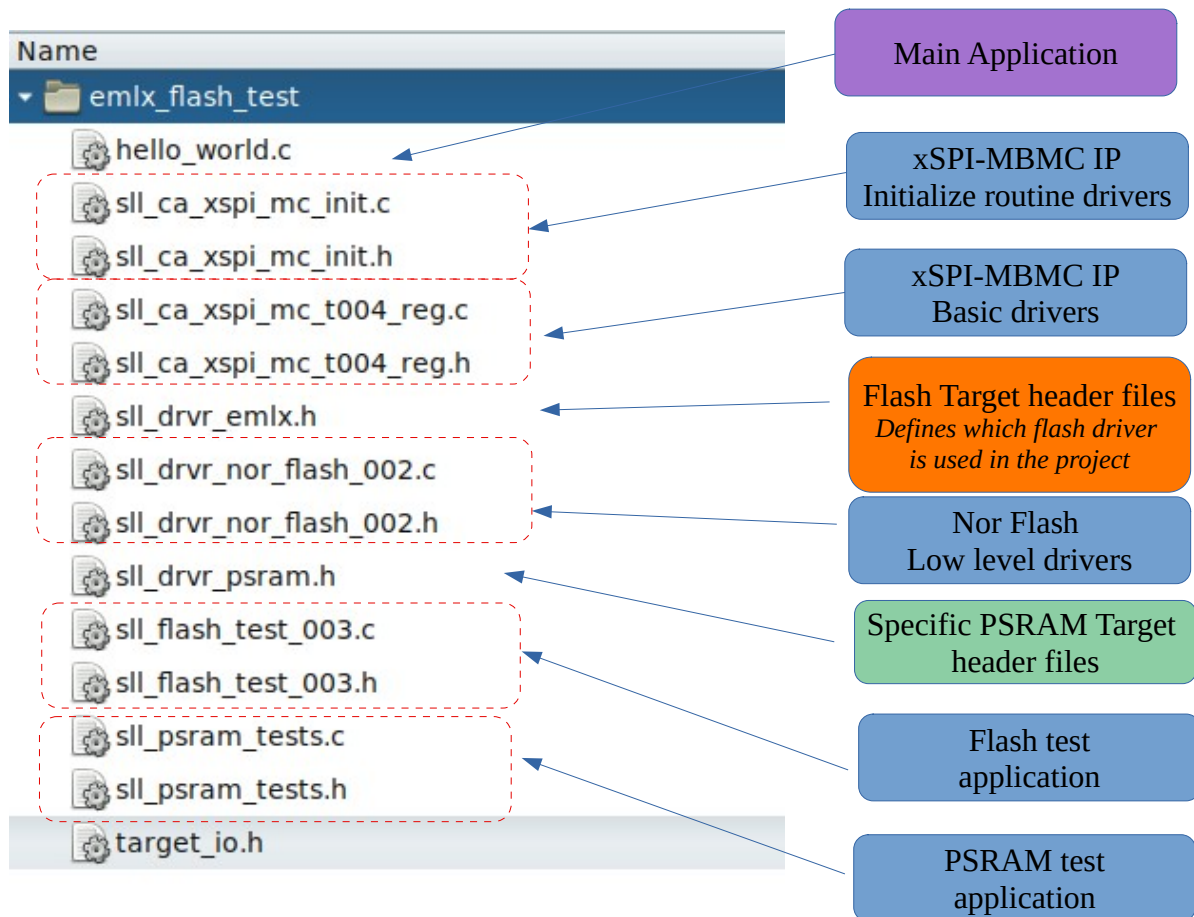 Name
emlx_flash_test
hello_world.c
sll_ca_xspi_mc_init.c
sll_ca_xspi_mc_init.h
sll_ca_xspi_mc_t004_reg.c
sll_ca_xspi_mc_t004_reg.h
sll_drvr_emlx.h
sll_drvr_nor_flash_002.c
sll_drvr_nor_flash_002.h
sll_drvr_psram.h
sll_flash_test_003.c
sll_flash_test_003.h
sll_psram_tests.c
sll_psram_tests.h
target_io.h
Main Application
xSPI-MBMC IP
Initialize routine drivers
xSPI-MBMC IP
Basic drivers
Flash Target header files
Defines which flash driver
is used in the project
Nor Flash
Low level drivers
Specific PSRAM Target
header files
Flash test
application
PSRAM test
application